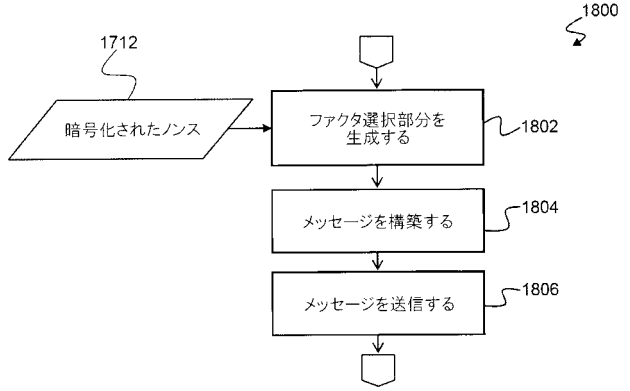 1800
1712
暗号化されたノンス
ファクタ選択部分を
生成する
1802
メッセージを構築する
1804
メッセージを送信する
1806